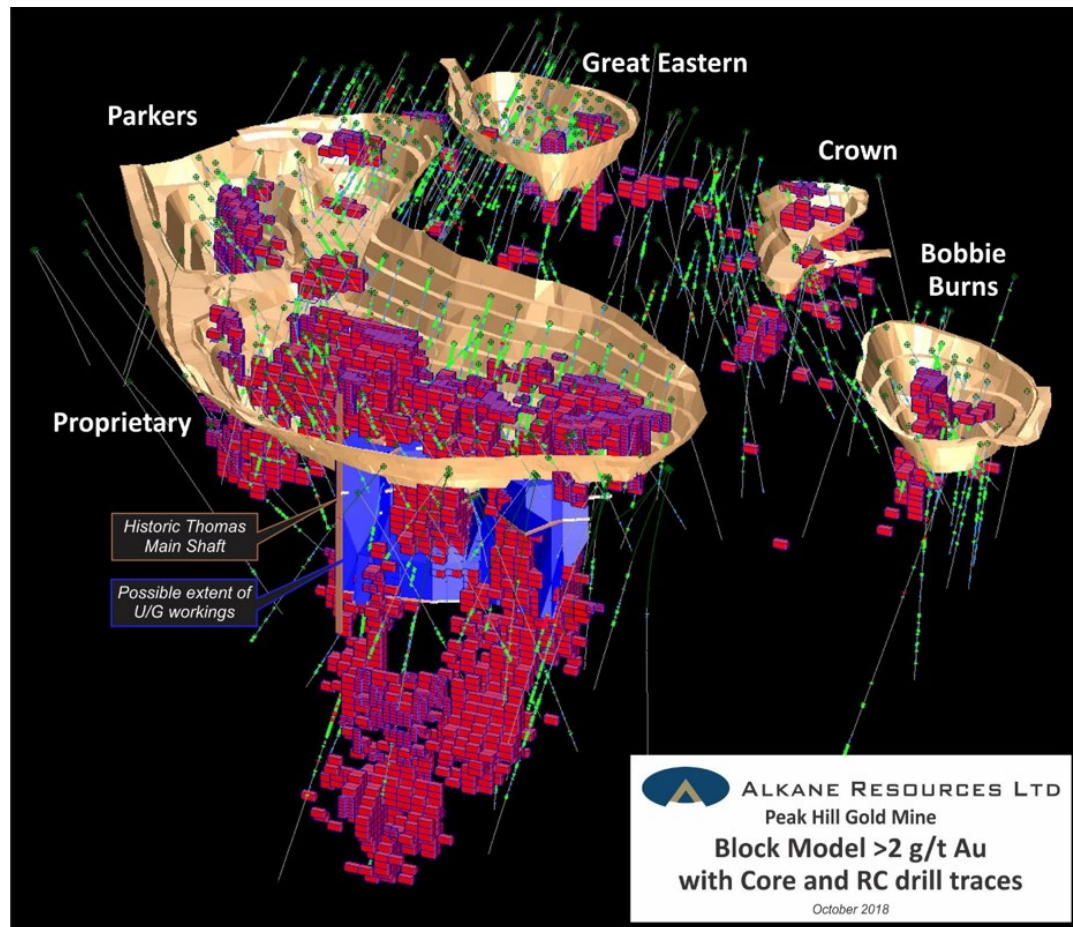 Great Eastern
Parkers
Crown
Bobbie
Burns
Proprietary
Historic Thomas
Main Shaft
Possible extent of
U/G workings
ALKANE RESOURCES LTD
Peak Hill Gold Mine
Block Model >2 g/t Au
with Core and RC drill traces
October 2018